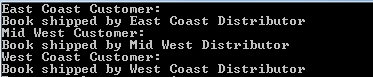 East Coast Customer:
Book shipped by East Coast Distributor
Mid West Customer:
Book shipped by Mid West Distributor
West Coast Customer:
Book shipped by West Coast Distributor